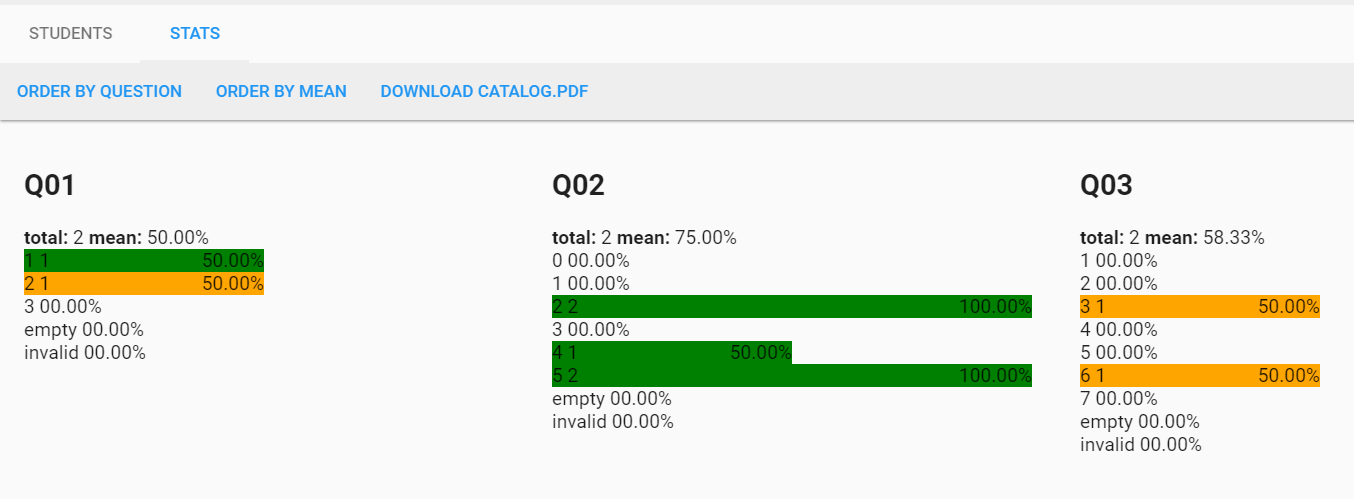 STUDENTS STATS
ORDER BY QUESTION ORDER BY MEAN DOWNLOAD CATALOG.PDF
Q01
total: 2 mean: 50.00%
1 1 50.00%
2 1 50.00%
3 00.00%
empty 00.00%
invalid 00.00%
Q02
total: 2 mean: 75.00%
0 00.00%
1 00.00%
2 2 100.00%
3 00.00%
4 1 50.00%
5 2 100.00%
empty 00.00%
invalid 00.00%
Q03
total: 2 mean: 58.33%
1 00.00%
2 00.00%
3 1 50.00%
4 00.00%
5 00.00%
6 1 50.00%
7 00.00%
empty 00.00%
invalid 00.00%